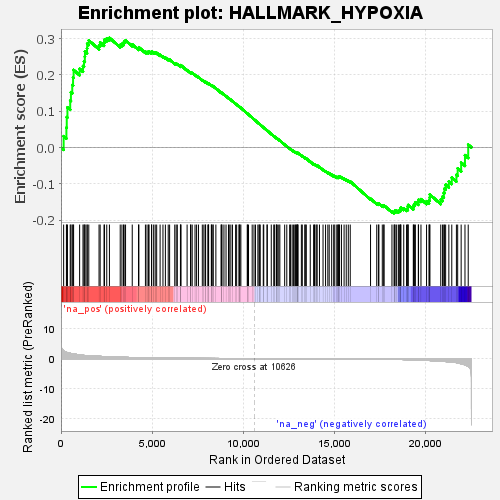 Enrichment plot: HALLMARK_HYPOXIA
Enrichment score (ES)
0.3
0.2
0.1
0.0
-0.1
-0.2
'na_pos' (positively correlated)
Ranked list metric (PreRanked)
10
0
-10
-20
Zero cross at 10626
'na_neg' (negatively correlated)
0
5,000
10,000
15,000
20,000
Rank in Ordered Dataset
Enrichment profile
Hits
Ranking metric scores